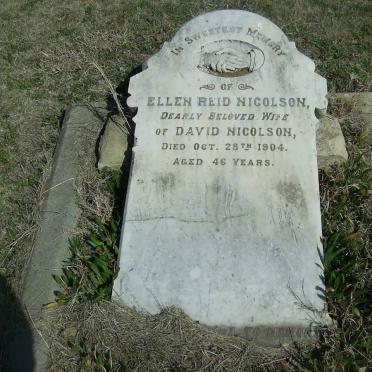 In Sweetest Memory
OF
ELLEN REID NICOLSON,
DEARLY BELOVED WIFE
OF DAVID NICOLSON,
DIED OCT. 28TH 1904.
AGED 46 YEARS.